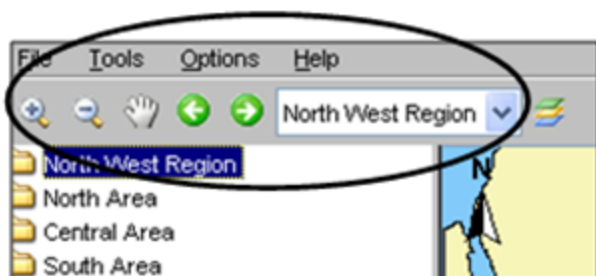 File Tools Options Help
North West Region
North West Region
N
North Area
Central Area
South Area